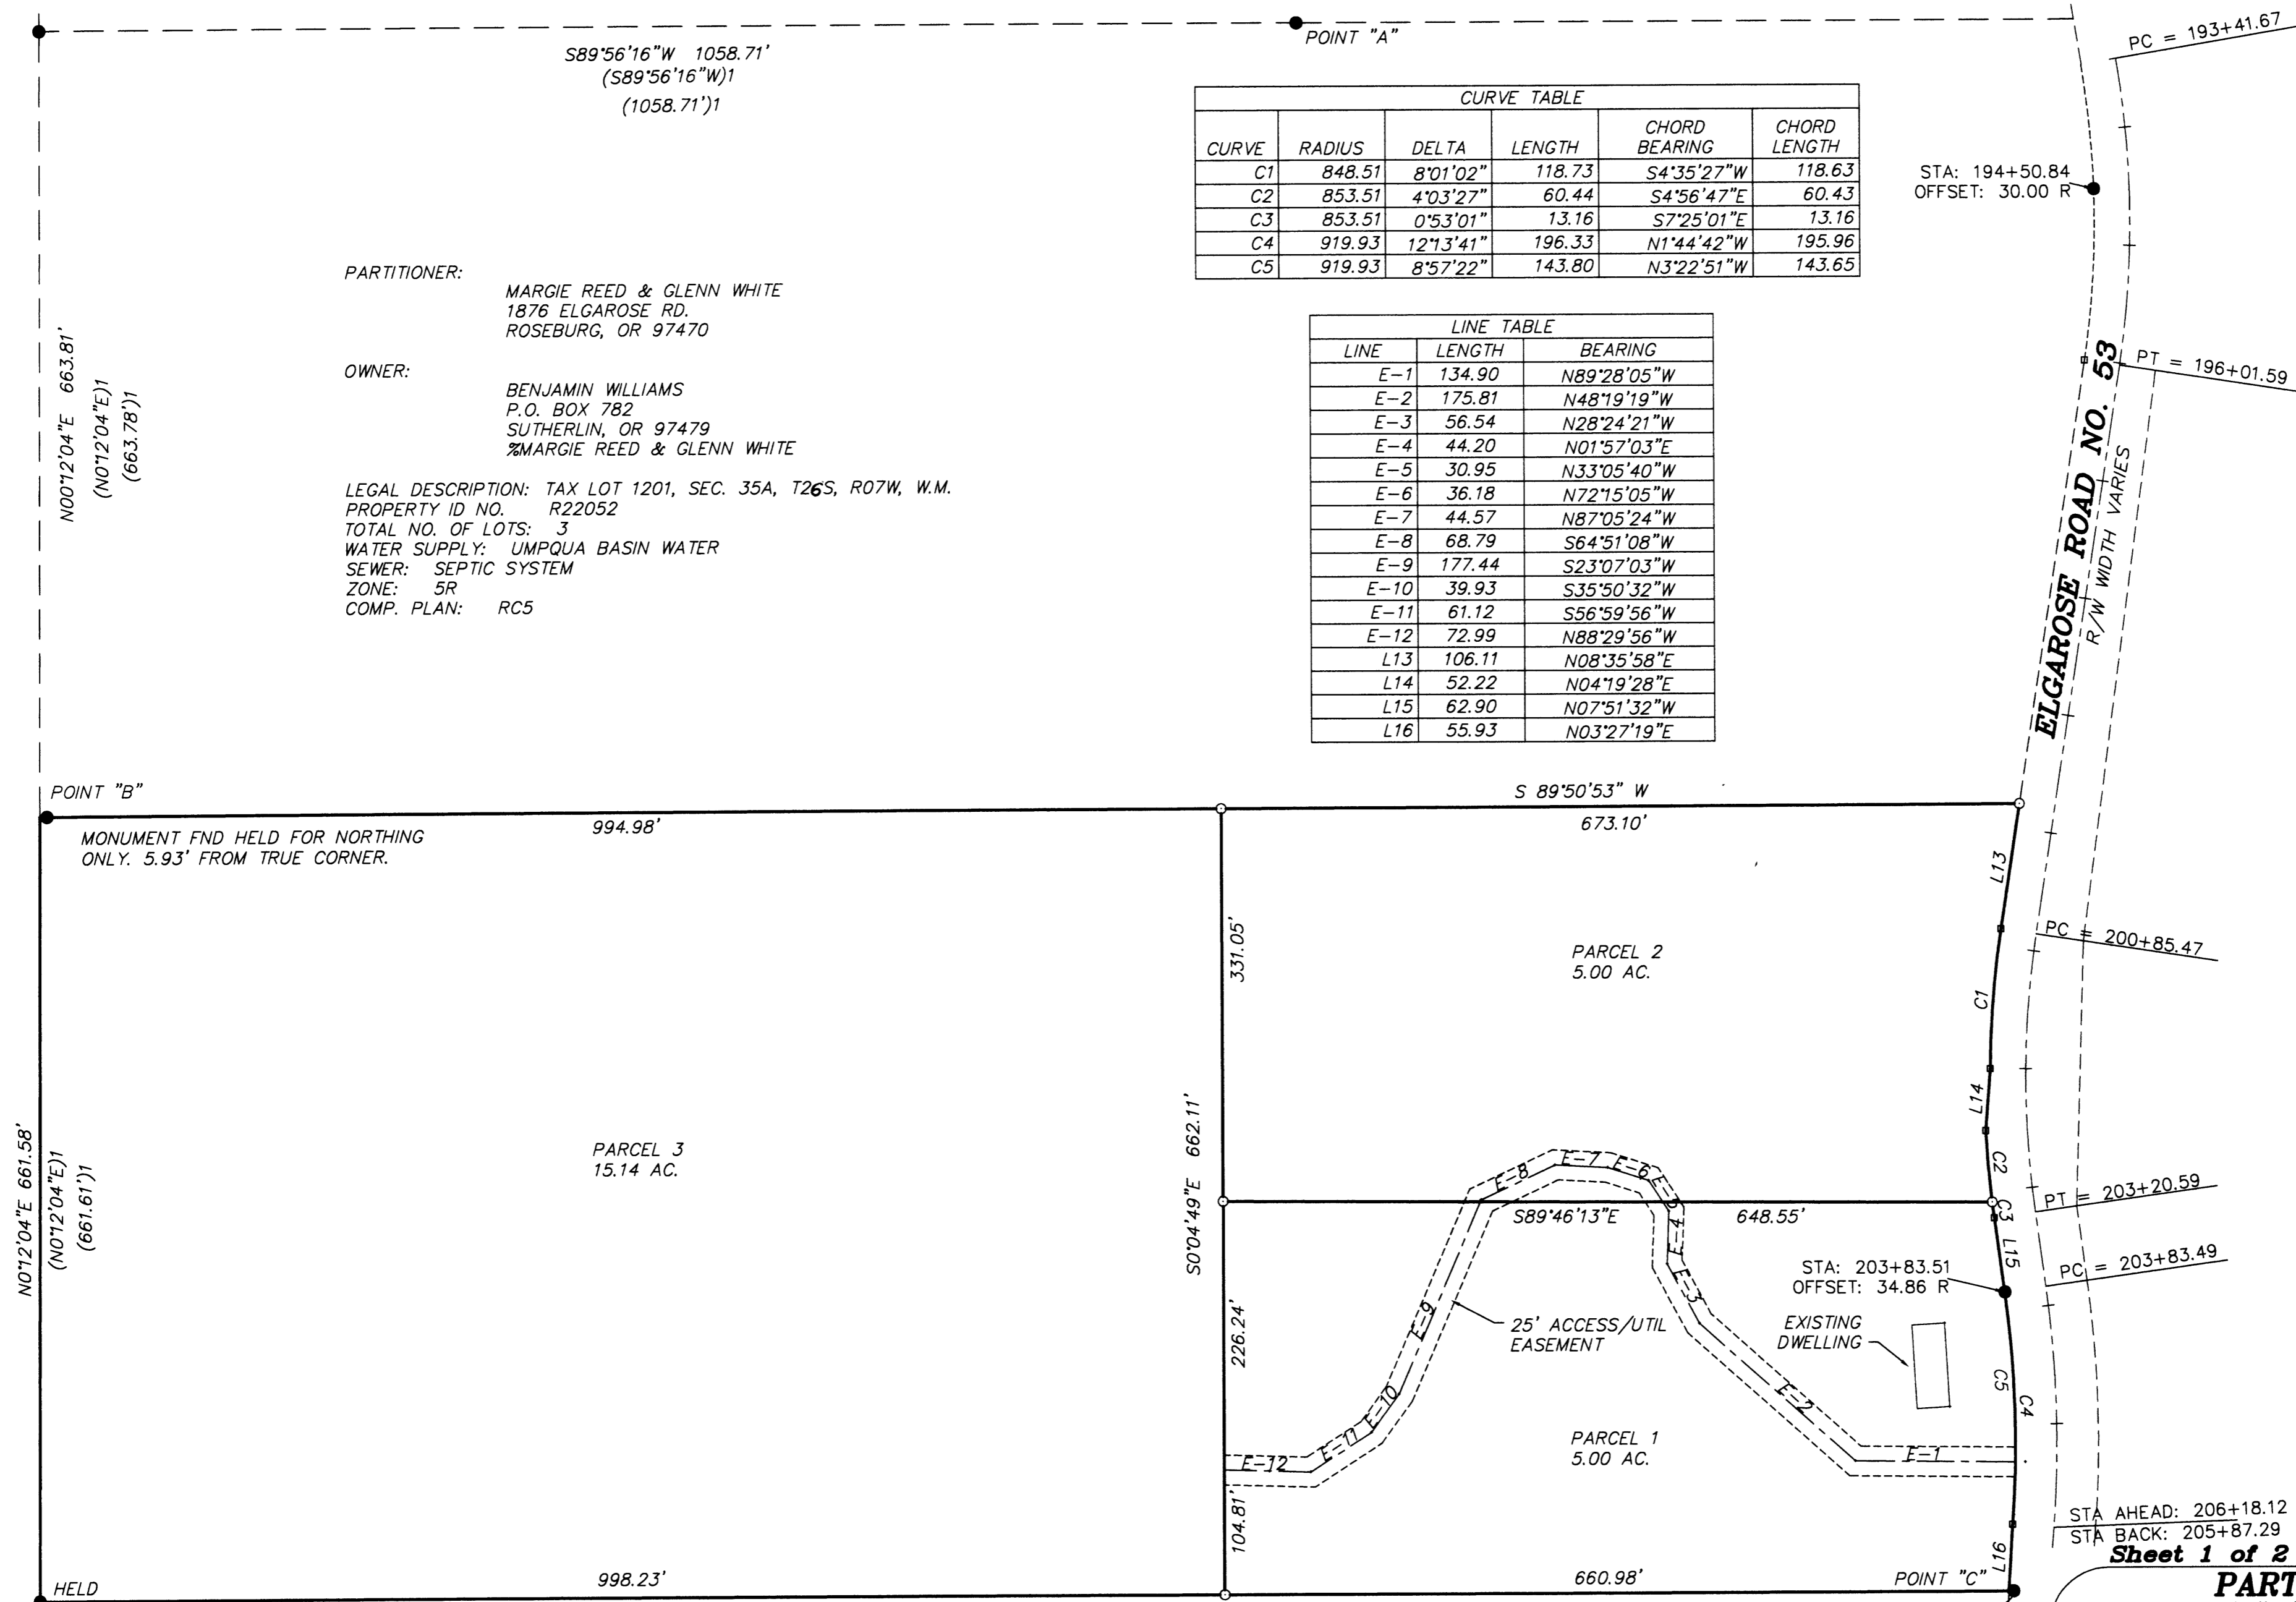 POINT "A"
PC = 193+41.67
S89°56'16"W 1058.71'
(S89°56'16"W)1
(1058.71')1
CURVE TABLE
CURVE RADIUS DELTA LENGTH CHORD BEARING CHORD LENGTH
C1 848.51 8°01'02" 118.73 S4°35'27"W 118.63
C2 853.51 4°03'27" 60.44 S4°56'47"E 60.43
C3 853.51 0°53'01" 13.16 S7°25'01"E 13.16
C4 919.93 12°13'41" 196.33 N1°44'42"W 195.96
C5 919.93 8°57'22" 143.80 N3°22'51"W 143.65
STA: 194+50.84
OFFSET: 30.00 R
PARTITIONER:
MARGIE REED & GLENN WHITE
1876 ELGAROSE RD.
ROSEBURG, OR 97470
OWNER:
BENJAMIN WILLIAMS
P.O. BOX 782
SUTHERLIN, OR 97479
%MARGIE REED & GLENN WHITE
LEGAL DESCRIPTION: TAX LOT 1201, SEC. 35A, T26S, R07W, W.M.
PROPERTY ID NO. R22052
TOTAL NO. OF LOTS: 3
WATER SUPPLY: UMPQUA BASIN WATER
SEWER: SEPTIC SYSTEM
ZONE: 5R
COMP. PLAN: RC5
N00°12'04"E 663.81'
(N0°12'04"E)1
(663.78')1
LINE TABLE
LINE LENGTH BEARING
E-1 134.90 N89°28'05"W
E-2 175.81 N48°19'19"W
E-3 56.54 N28°24'21"W
E-4 44.20 N01°57'03"E
E-5 30.95 N33°05'40"W
E-6 36.18 N72°15'05"W
E-7 44.57 N87°05'24"W
E-8 68.79 S64°51'08"W
E-9 177.44 S23°07'03"W
E-10 39.93 S35°50'32"W
E-11 61.12 S56°59'56"W
E-12 72.99 N88°29'56"W
L13 106.11 N08°35'58"E
L14 52.22 N04°19'28"E
L15 62.90 N07°51'32"W
L16 55.93 N03°27'19"E
PT = 196+01.59
ELGAROSE ROAD NO. 53
R/W WIDTH VARIES
POINT "B"
S 89°50'53" W
994.98'
673.10'
MONUMENT FND HELD FOR NORTHING
ONLY. 5.93' FROM TRUE CORNER.
L13
331.05'
PARCEL 2
5.00 AC.
PC = 200+85.47
C1
L14
N0°12'04"E 661.58'
(N0°12'04"E)1
(661.61')1
PARCEL 3
15.14 AC.
S0°04'49"E 662.11'
E-8
E-7
E-6
E-4
E-3
C2
C3
PT = 203+20.59
S89°46'13"E
648.55'
L15
STA: 203+83.51
OFFSET: 34.86 R
PC = 203+83.49
226.24'
E-9
25' ACCESS/UTIL
EASEMENT
EXISTING
DWELLING
C5
C4
E-2
E-10
E-11
E-12
PARCEL 1
5.00 AC.
E-1
104.81'
STA AHEAD: 206+18.12
STA BACK: 205+87.29
L16
Sheet 1 of 2
HELD
998.23'
660.98'
POINT "C"
PART